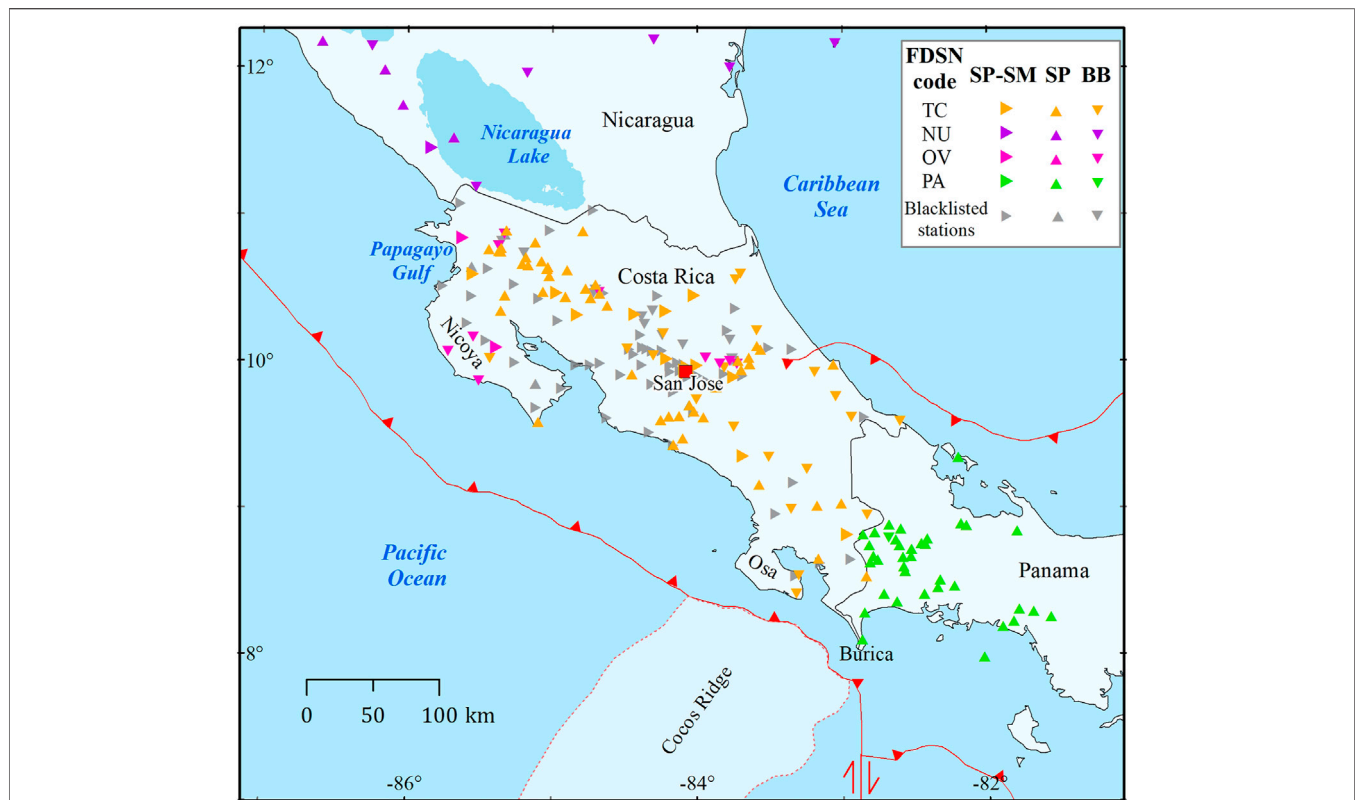 12°
10°
8°
-86°
-84°
-82°
FDSN
code
SP-SM SP BB
TC
NU
OV
PA
Blacklisted
stations
Nicaragua
Nicaragua
Lake
Caribbean
Sea
Papagayo
Gulf
Costa Rica
Nicoya
San Jose
Pacific
Ocean
Osa
Panama
Burica
Cocos Ridge
0 50 100 km